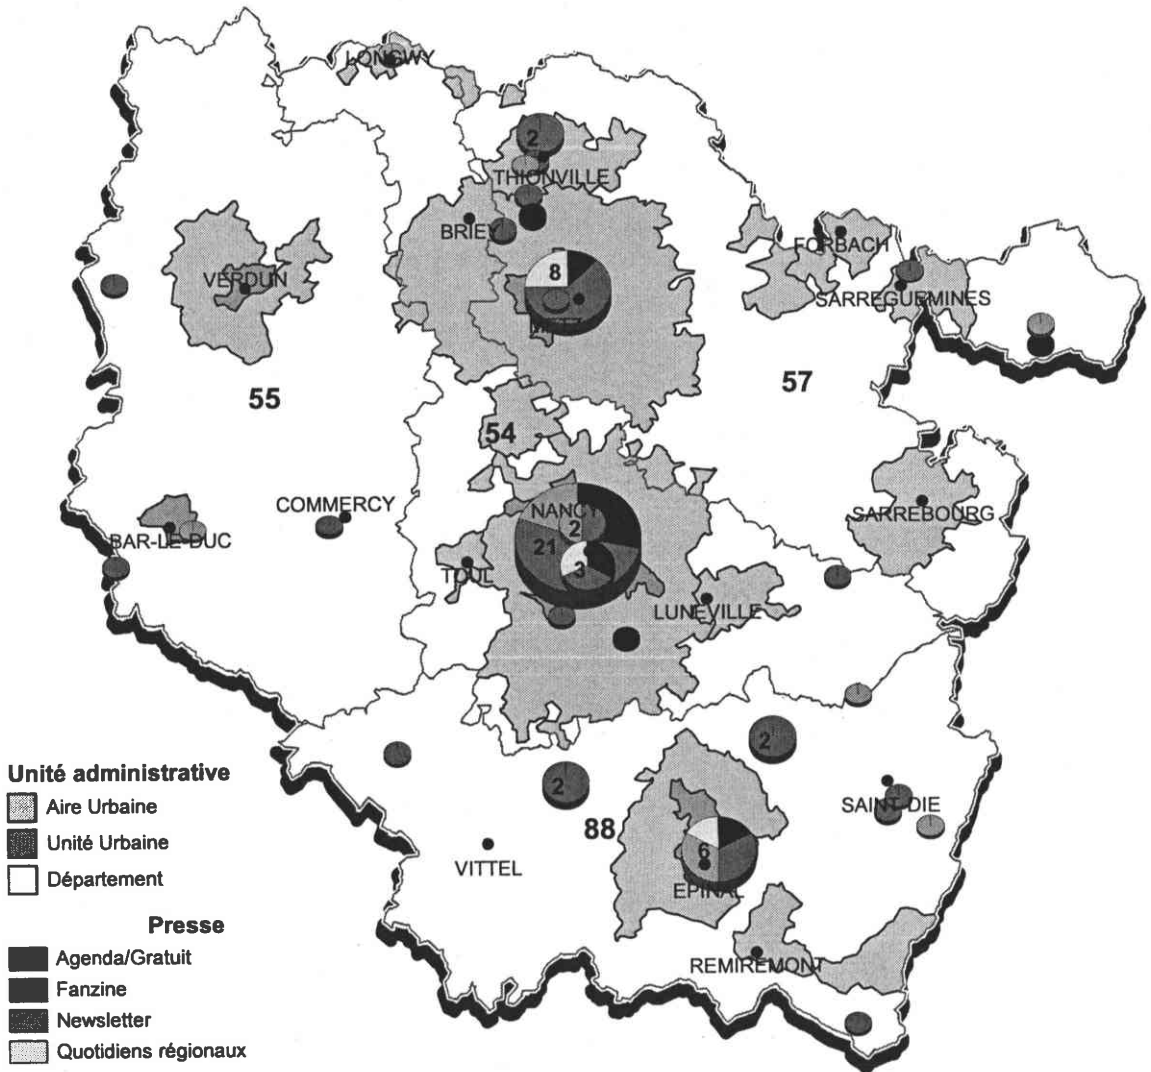 LONGWY
2
THIONVILLE
BRIEY
FORBACH
VERDUN
8
SARREGUEMINES
55
57
54
COMMERCY
NANCY
2
SARREBOURG
BAR-LE-DUC
21
TOUL
3
LUNEVILLE
2
Unité administrative
2
Aire Urbaine
SAINT-DIE
88
Unité Urbaine
6
VITTEL
Département
EPINAL
Presse
Agenda/Gratuit
REMIREMONT
Fanzine
Newsletter
Quotidiens régionaux